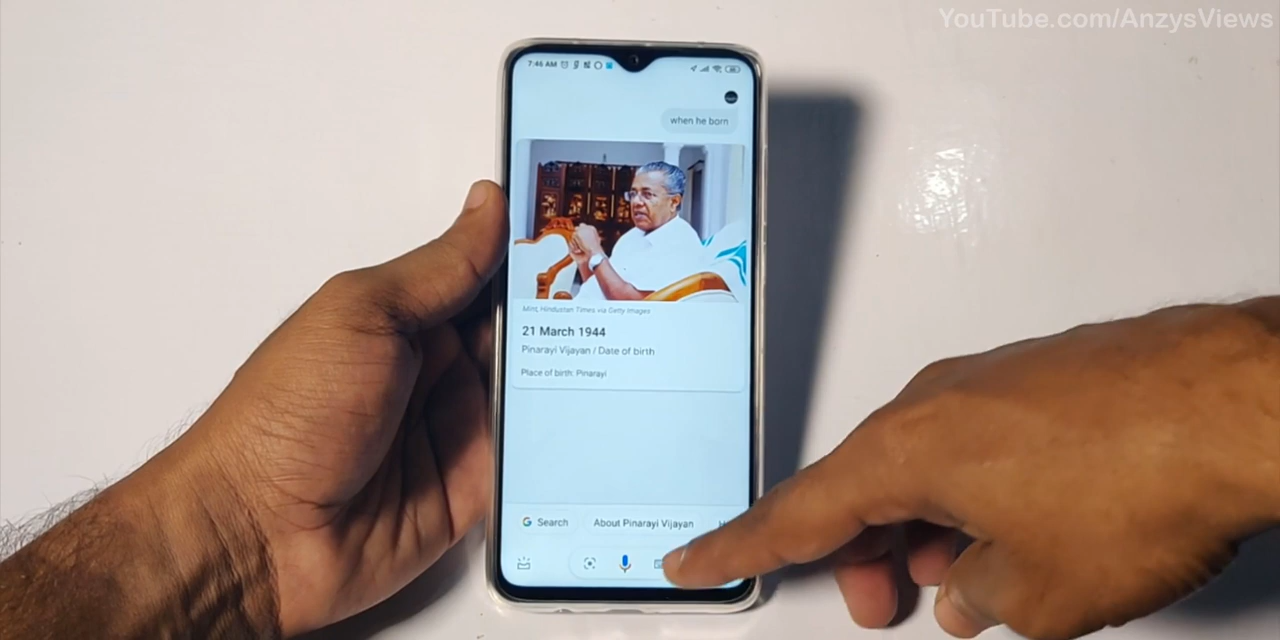 YouTube.com/AnzysViews
7:46 AM
when he born
Mint, Hindustan Times via Getty Images
21 March 1944
Pinarayi Vijayan / Date of birth
Place of birth: Pinarayi
G Search
About Pinarayi Vijayan